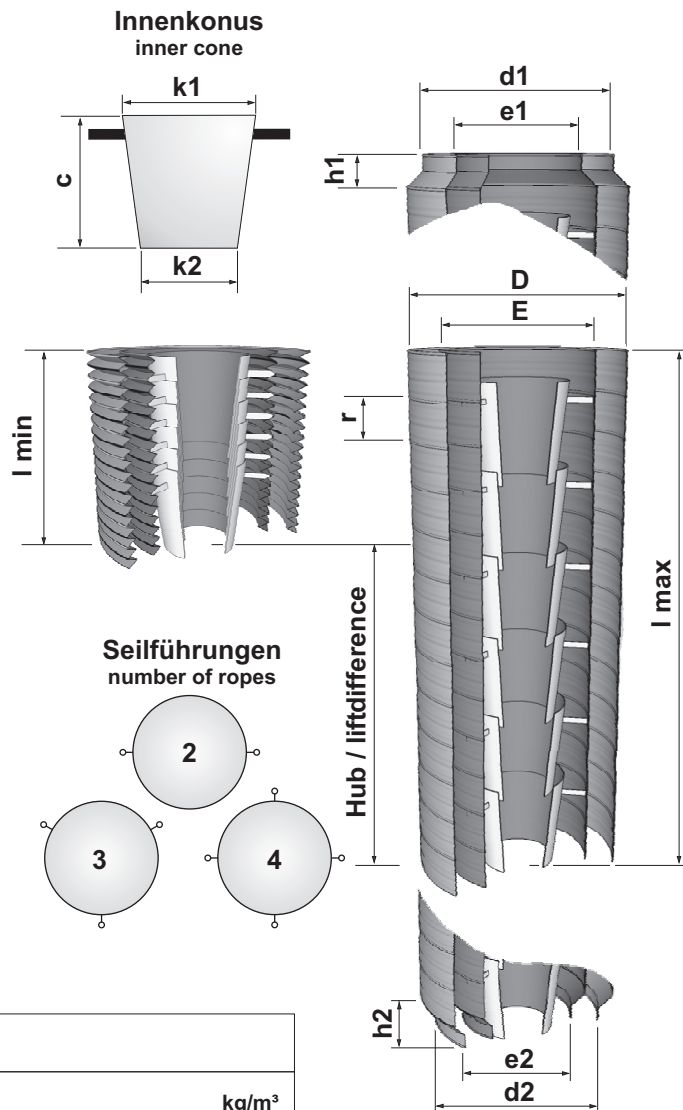 Innenkonus
inner cone
k1
c
k2
d1
e1
h1
D
E
r
l min
l max
Hub / liftdifference
Seilführungen
number of ropes
2
3
4
h2
e2
d2
kg/m³